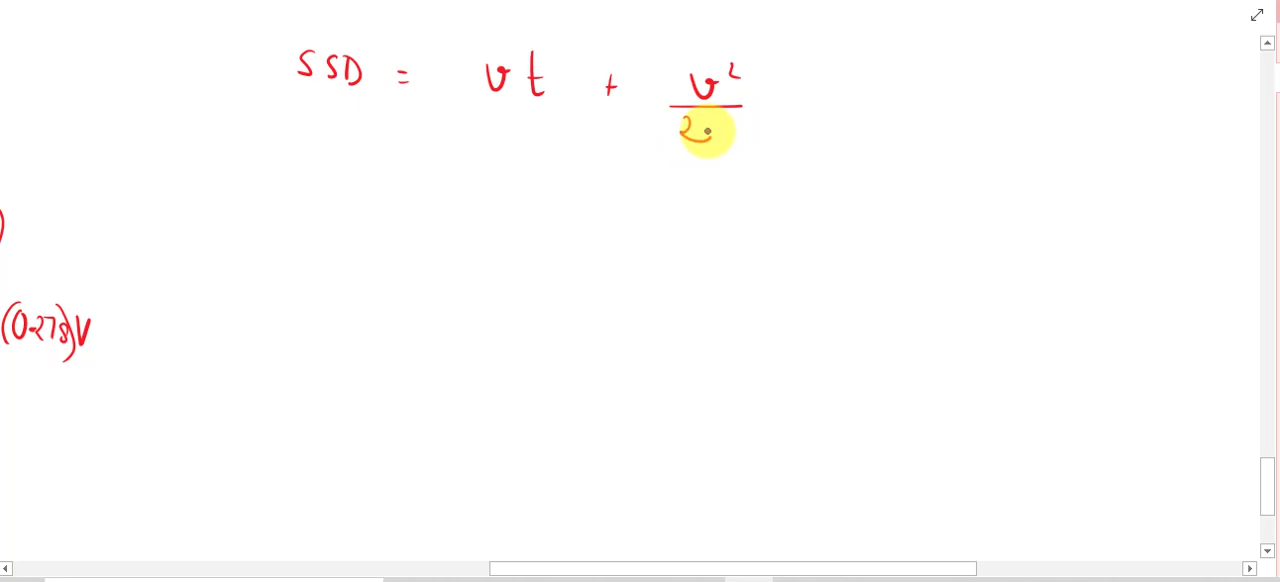 SSD = vt + v²/2
)
(0.278)V